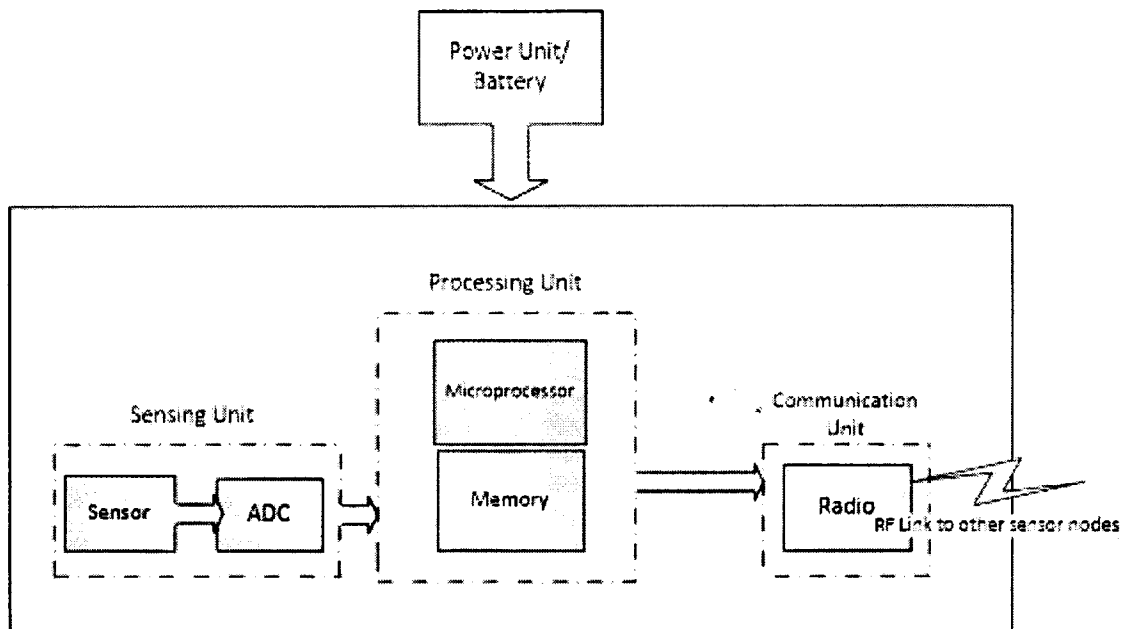 Power Unit/
Battery
Processing Unit
Microprocessor
Memory
Sensing Unit
Sensor
ADC
Communication
Unit
Radio
RF Link to other sensor nodes